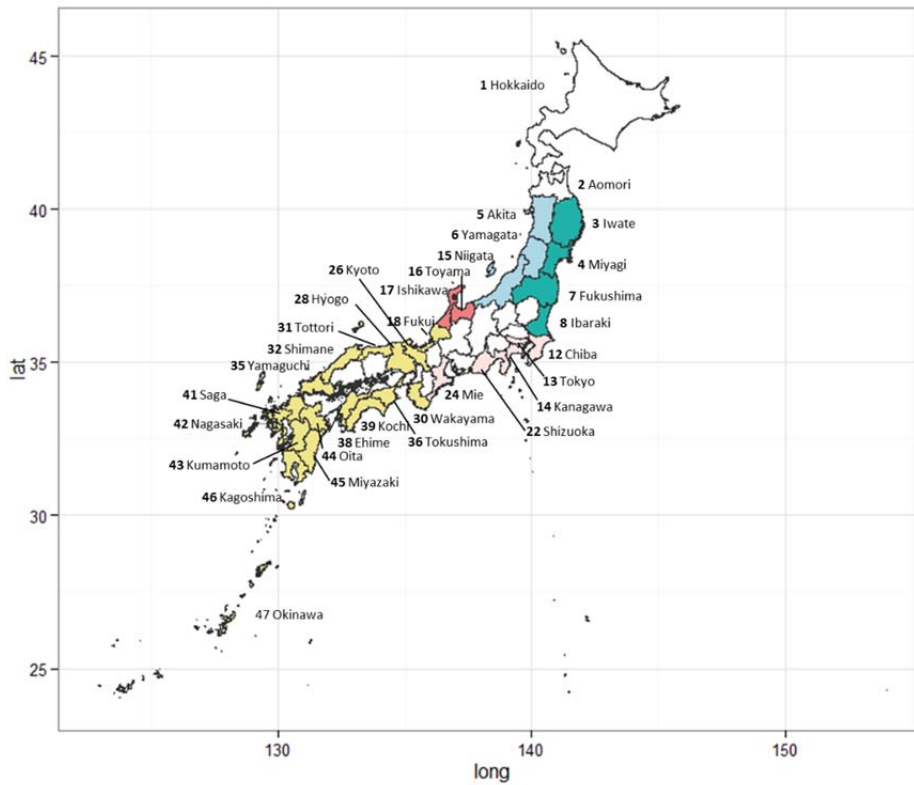 45
1 Hokkaido
2 Aomori
40
5 Akita
3 Iwate
6 Yamagata
15 Niigata
4 Miyagi
26 Kyoto
16 Toyama
17 Ishikawa
7 Fukushima
28 Hyogo
18 Fukui
8 Ibaraki
31 Tottori
32 Shimane
35
12 Chiba
35 Yamaguchi
13 Tokyo
lat
41 Saga
24 Mie
14 Kanagawa
30 Wakayama
42 Nagasaki
39 Kochi
22 Shizuoka
38 Ehime
36 Tokushima
44 Oita
43 Kumamoto
45 Miyazaki
46 Kagoshima
30
47 Okinawa
25
130
140
150
long